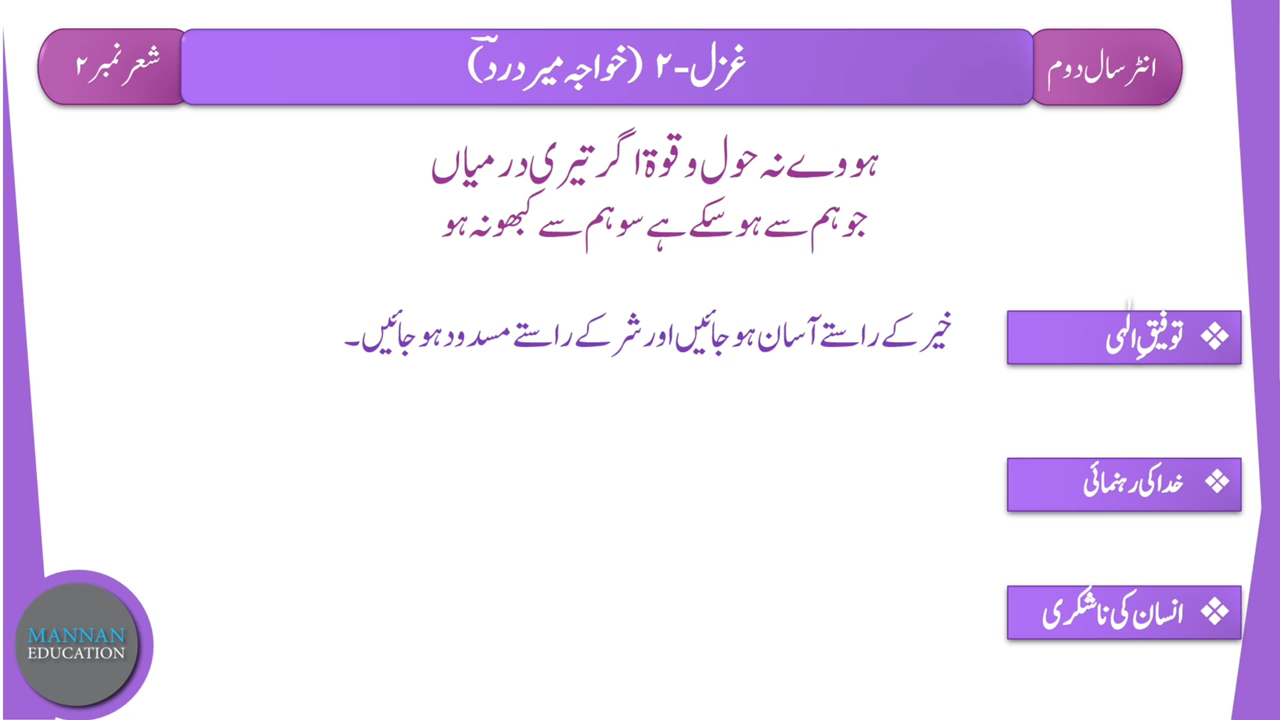 انٹر سال دوم
غزل-۲ (خواجہ میر دردؔ)
شعر نمبر ۲
ہووے نہ حول و قوۃ اگر تیری درمیاں
جو ہم سے ہو سکے ہے سو ہم سے کبھو نہ ہو
❖ توفیقِ الٰہی
خیر کے راستے آسان ہو جائیں اور شر کے راستے مسدود ہو جائیں۔
❖ خدا کی رہنمائی
❖ انسان کی ناشکری
MANNAN
EDUCATION